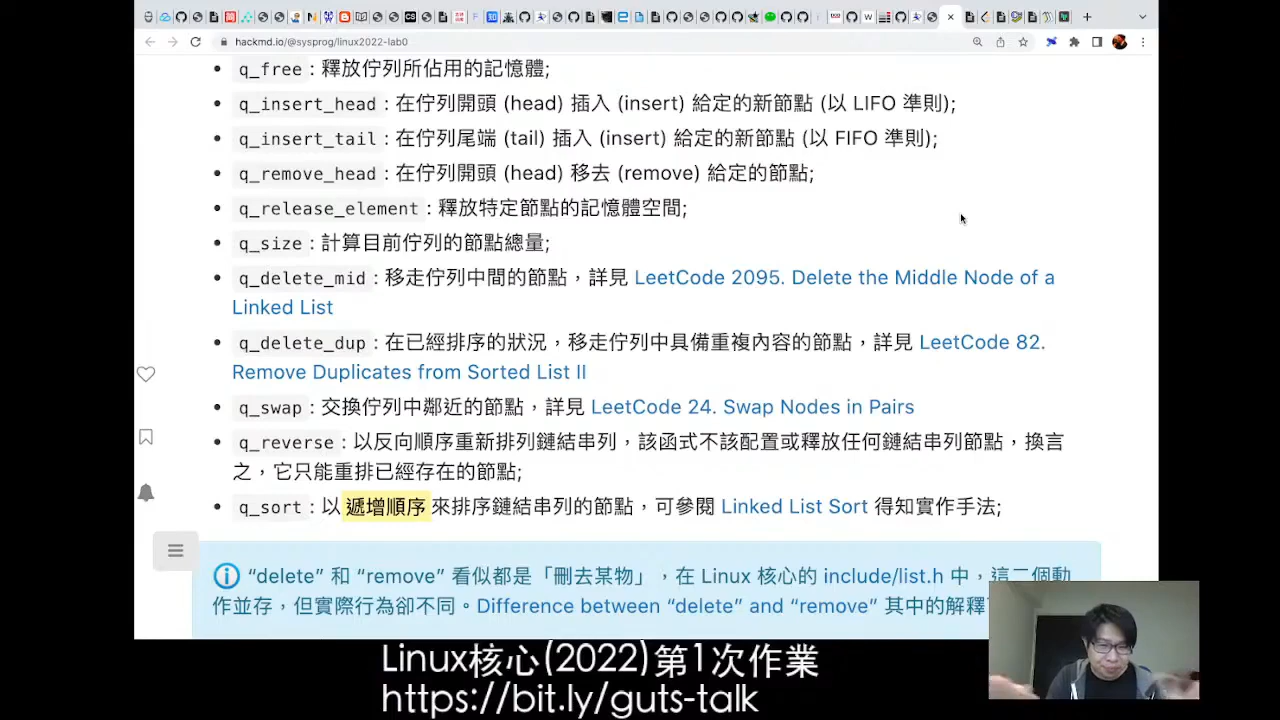 hackmd.io/@sysprog/linux2022-lab0
q_free : 釋放佇列所佔用的記憶體;
q_insert_head : 在佇列開頭 (head) 插入 (insert) 給定的新節點 (以 LIFO 準則);
q_insert_tail : 在佇列尾端 (tail) 插入 (insert) 給定的新節點 (以 FIFO 準則);
q_remove_head : 在佇列開頭 (head) 移去 (remove) 給定的節點;
q_release_element : 釋放特定節點的記憶體空間;
q_size : 計算目前佇列的節點總量;
q_delete_mid : 移走佇列中間的節點，詳見 LeetCode 2095. Delete the Middle Node of a
Linked List
q_delete_dup : 在已經排序的狀況，移走佇列中具備重複內容的節點，詳見 LeetCode 82.
Remove Duplicates from Sorted List II
q_swap : 交換佇列中鄰近的節點，詳見 LeetCode 24. Swap Nodes in Pairs
q_reverse : 以反向順序重新排列鏈結串列，該函式不該配置或釋放任何鏈結串列節點，換言
之，它只能重排已經存在的節點;
q_sort : 以 遞增順序 來排序鏈結串列的節點，可參閱 Linked List Sort 得知實作手法;
“delete” 和 “remove” 看似都是「刪去某物」，在 Linux 核心的 include/list.h 中，這二個動
作並存，但實際行為卻不同。Difference between “delete” and “remove” 其中的解釋
Linux核心(2022)第1次作業
https://bit.ly/guts-talk